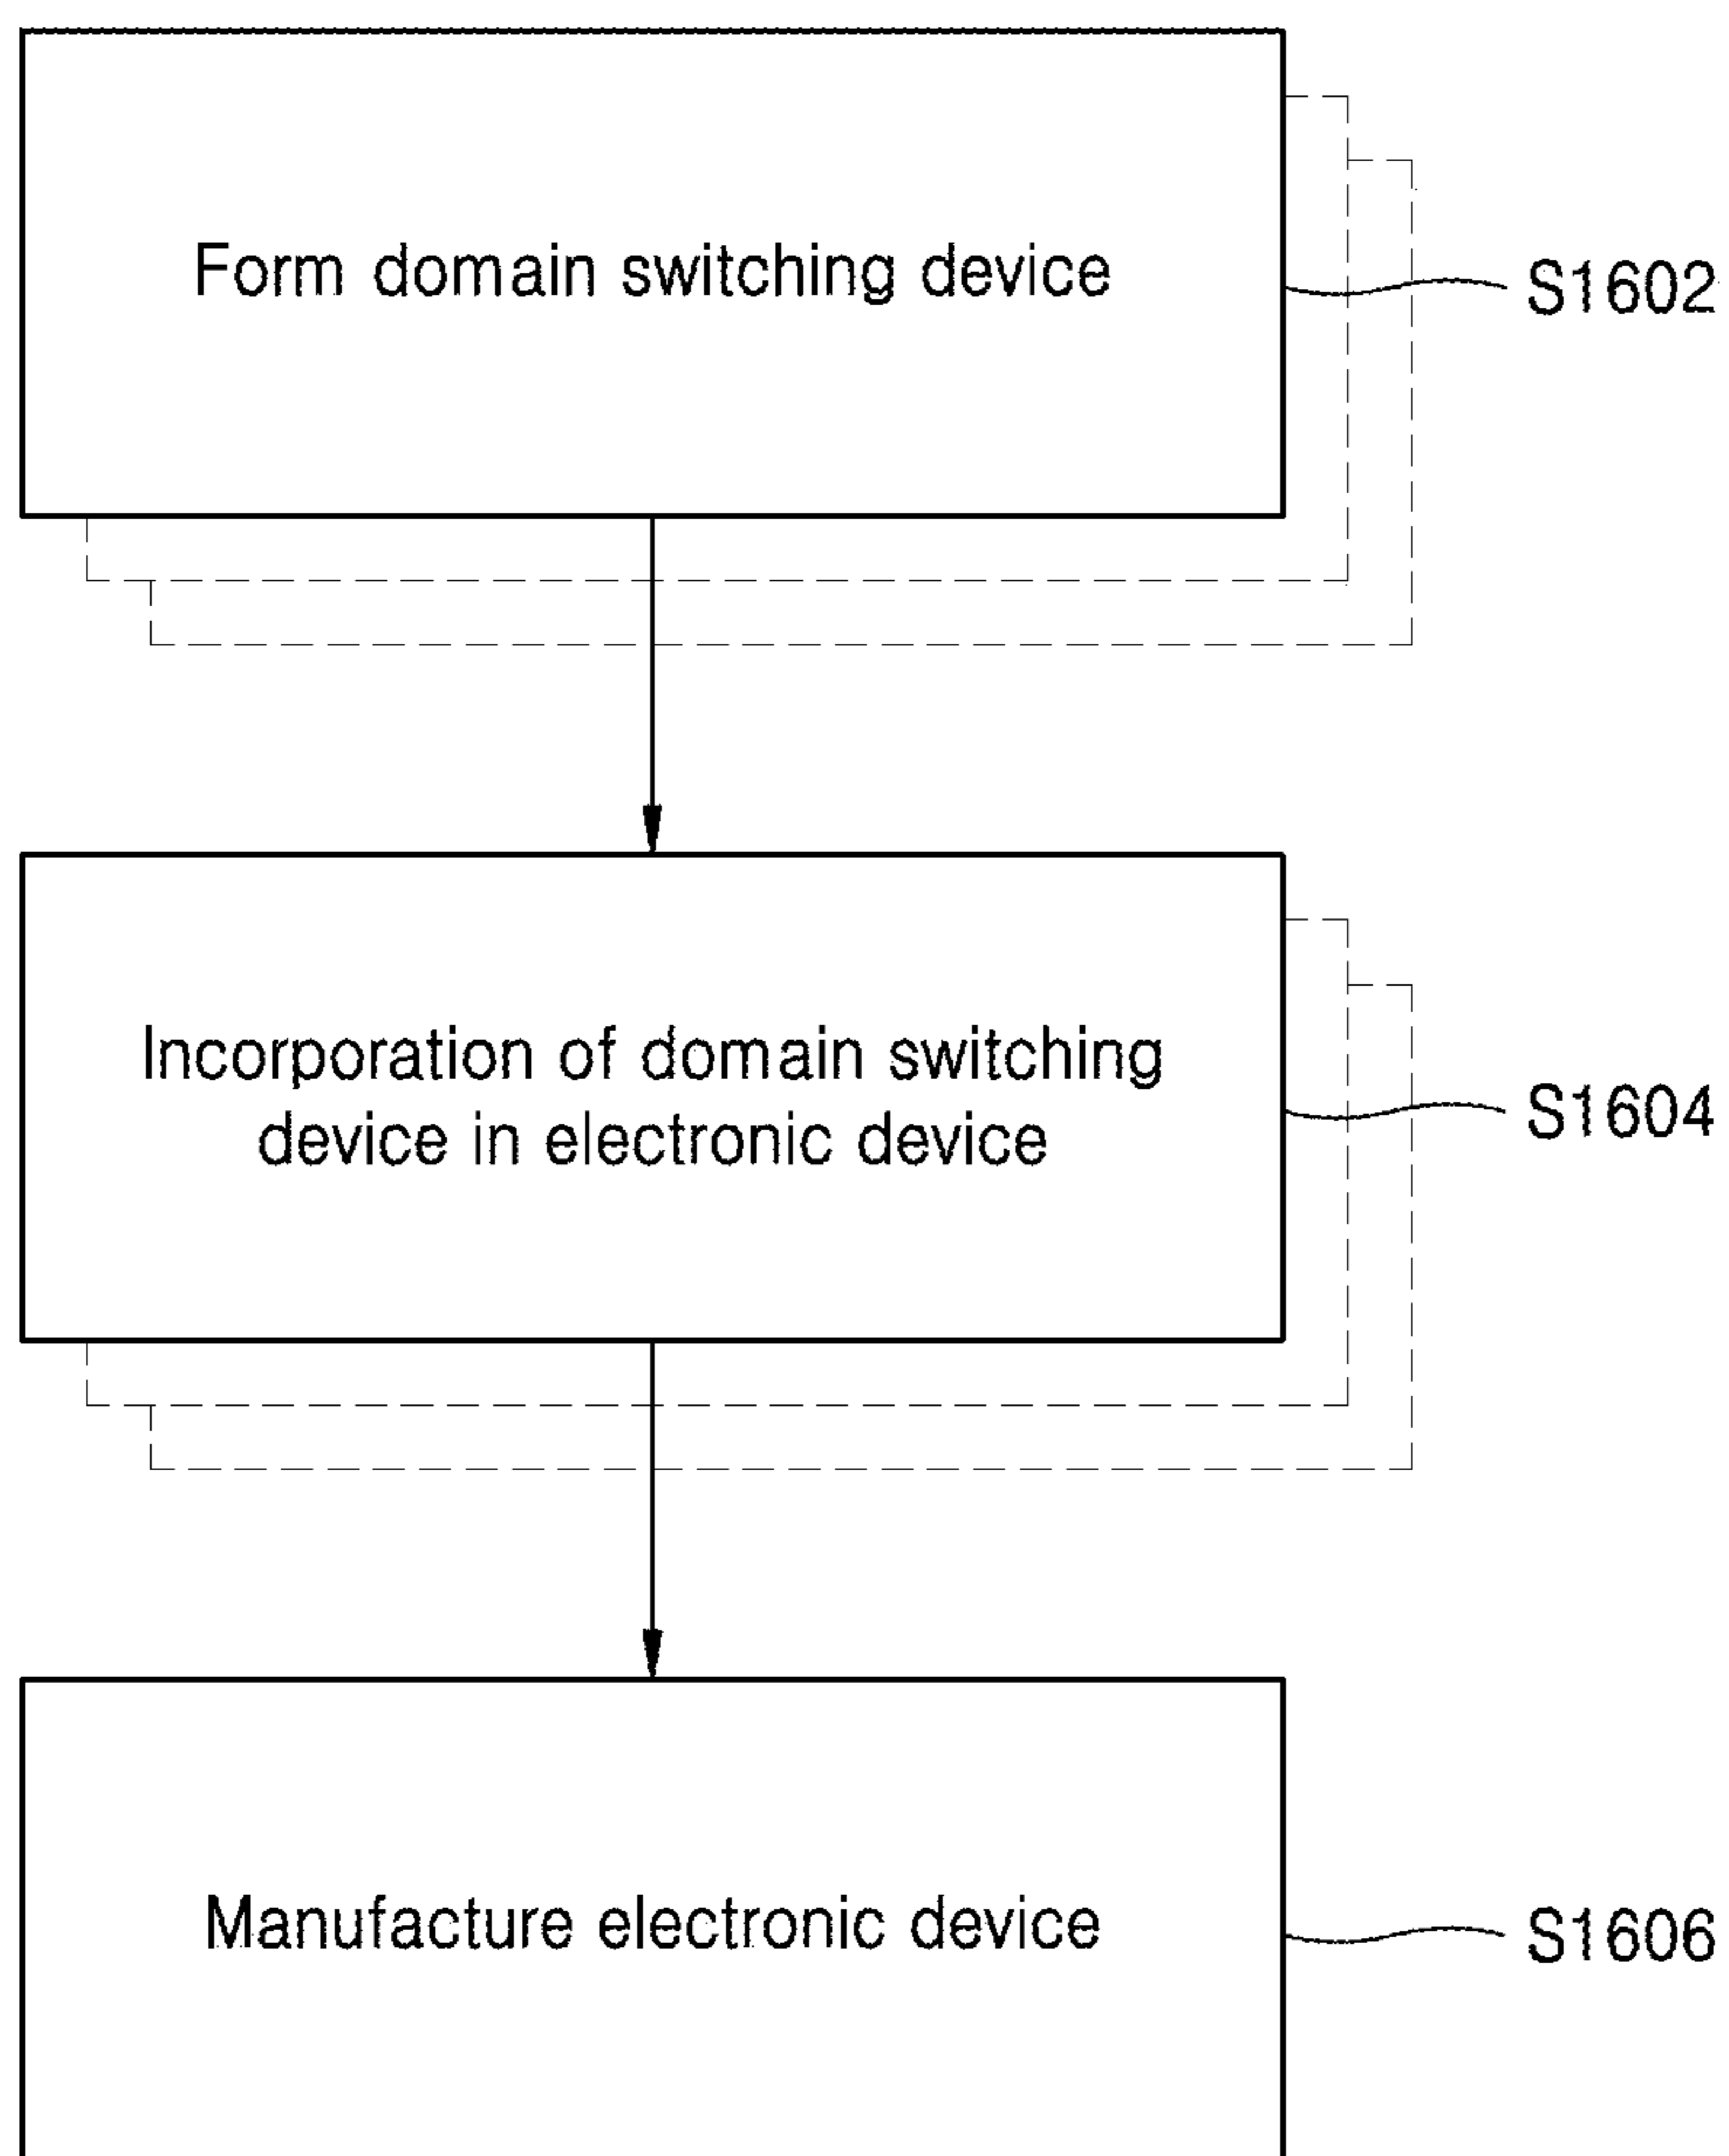 Form domain switching device
S1602
Incorporation of domain switching
device in electronic device
S1604
Manufacture electronic device
S1606